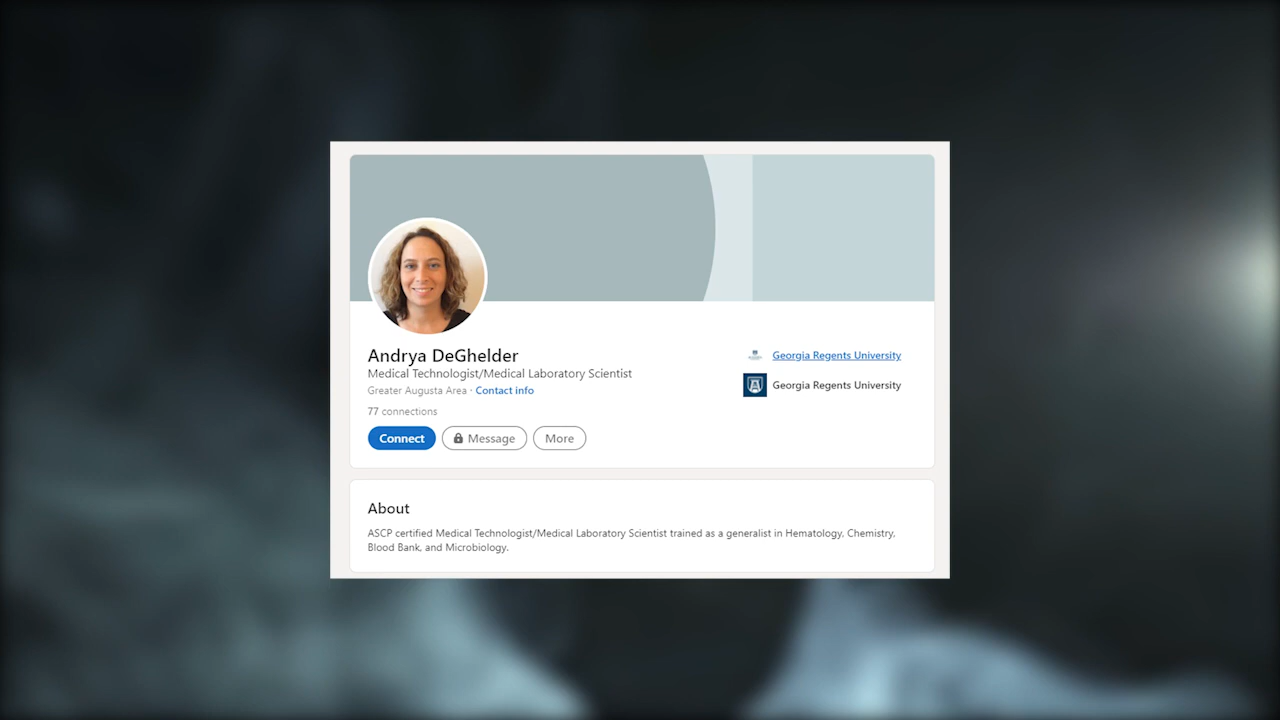 Andrya DeGhelder
Medical Technologist/Medical Laboratory Scientist
Greater Augusta Area · Contact info
77 connections
Connect
Message
More
Georgia Regents University
Georgia Regents University
About
ASCP certified Medical Technologist/Medical Laboratory Scientist trained as a generalist in Hematology, Chemistry,
Blood Bank, and Microbiology.